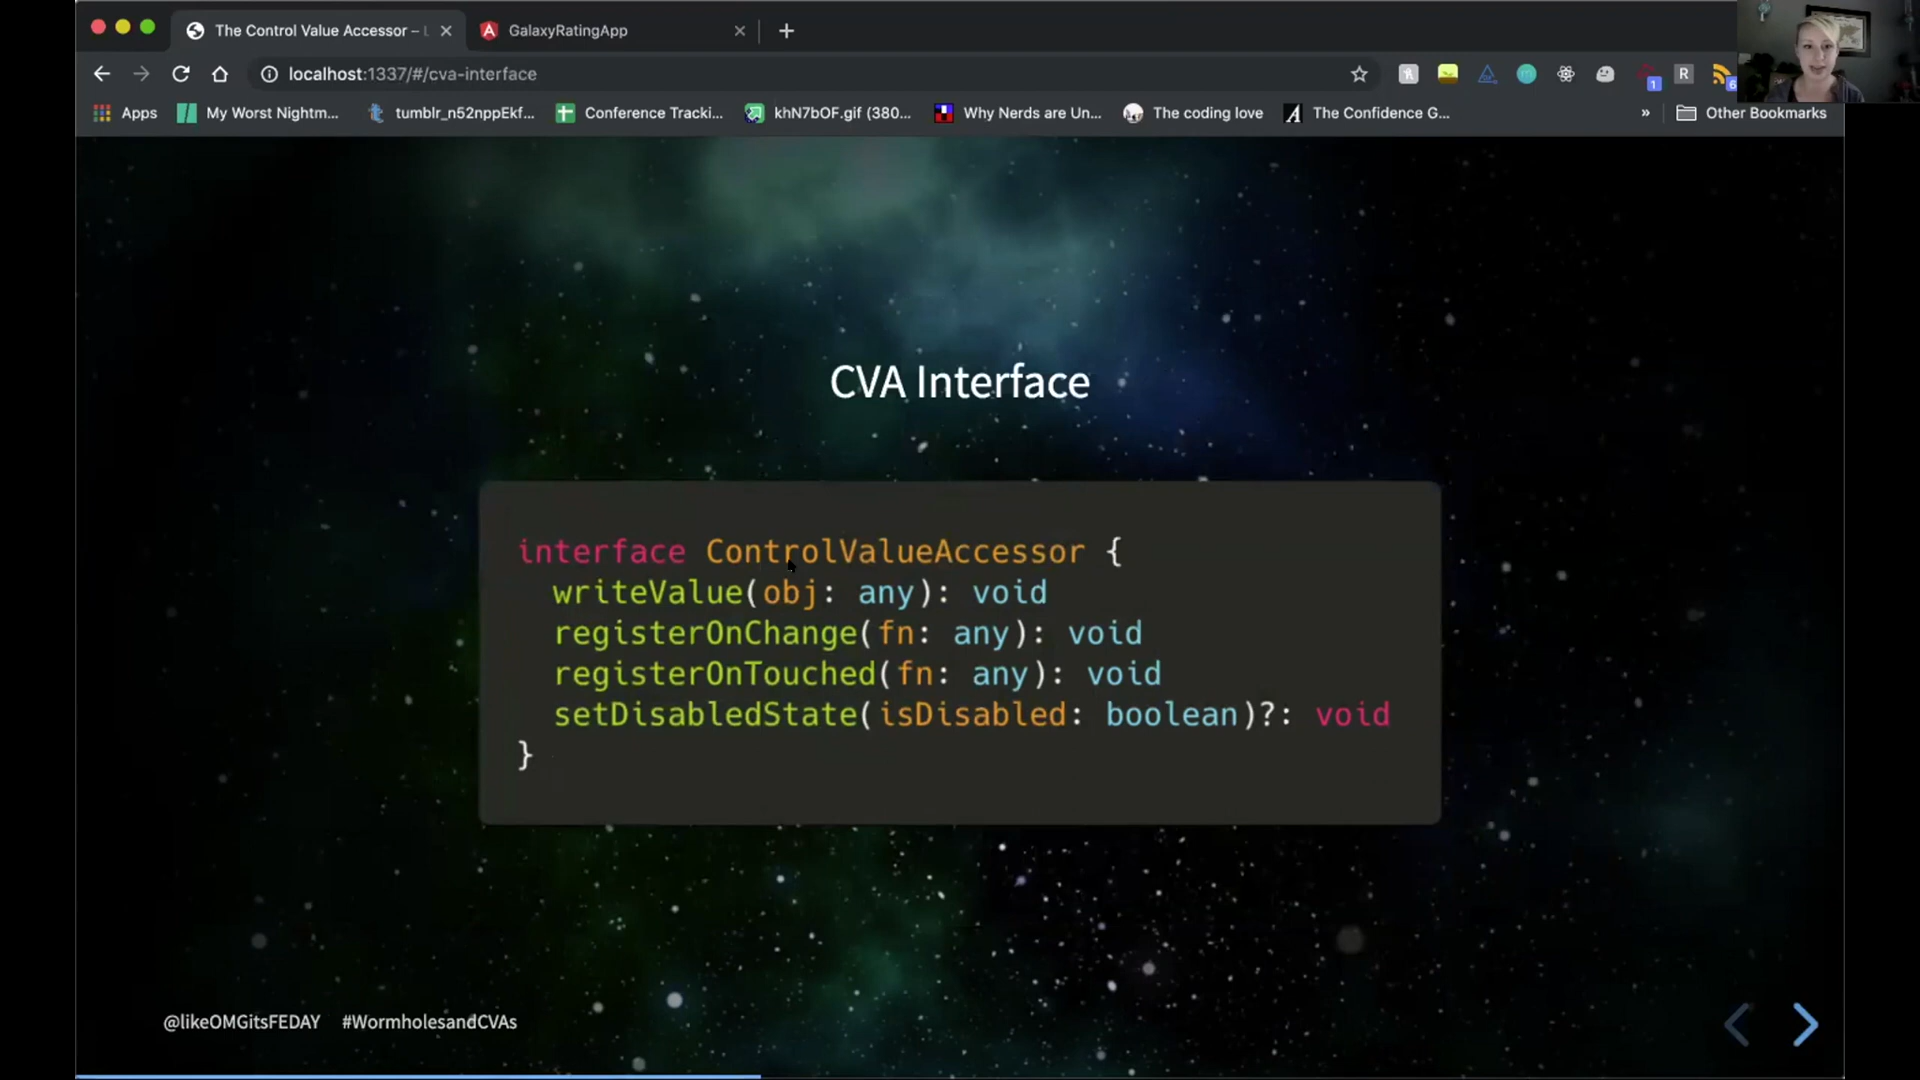 The Control Value Accessor – L
GalaxyRatingApp
localhost:1337/#/cva-interface
R
1
6
Apps
My Worst Nightm...
tumblr_n52nppEkf...
Conference Tracki...
khN7bOF.gif (380...
Why Nerds are Un...
The coding love
A
The Confidence G...
»
Other Bookmarks
CVA Interface
interface ControlValueAccessor {
writeValue(obj: any): void
registerOnChange(fn: any): void
registerOnTouched(fn: any): void
setDisabledState(isDisabled: boolean)?: void
}
@likeOMGitsFEDAY #WormholesandCVAs